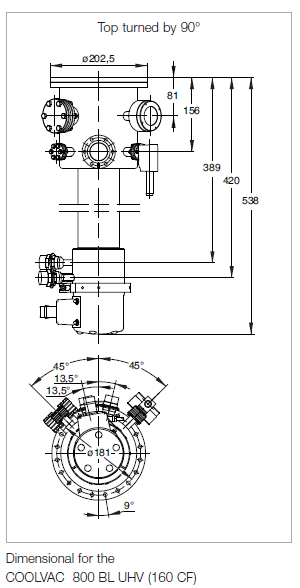 Top turned by 90°
ø202,5
81
156
389
420
538
45°
45°
13,5°
13,5°
ø181
9°
Dimensional for the
COOLVAC 800 BL UHV (160 CF)